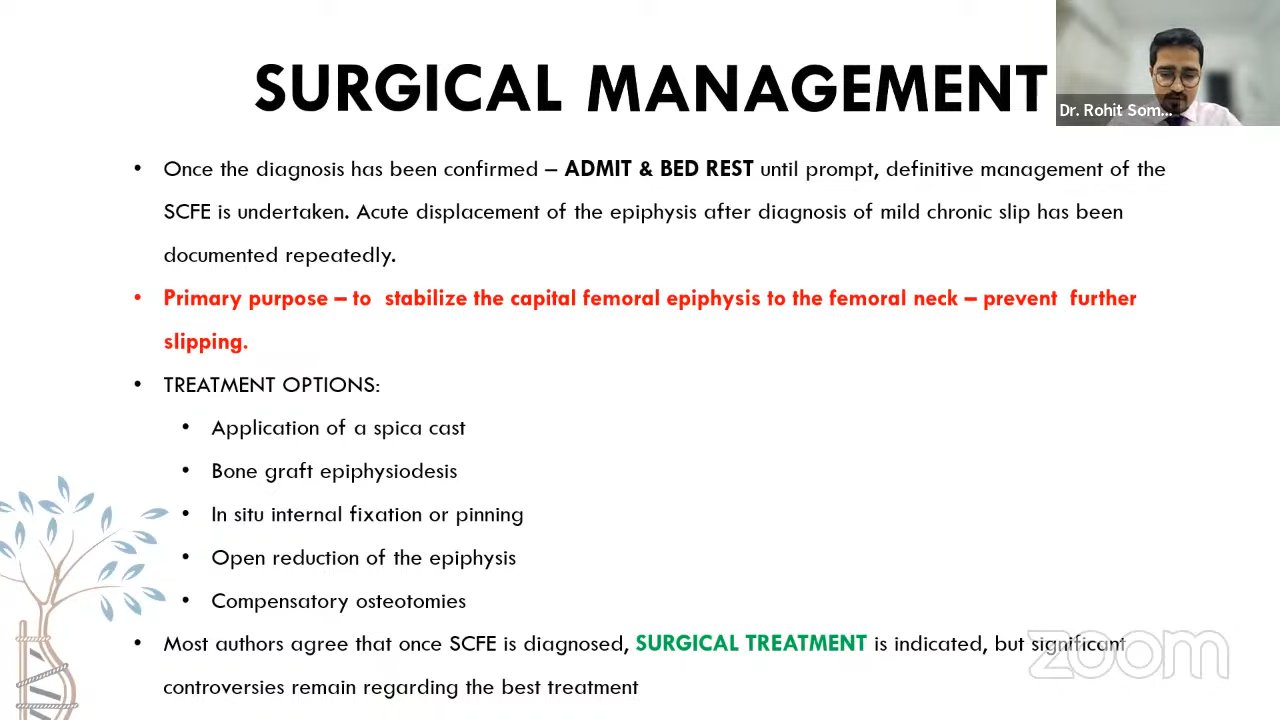 SURGICAL MANAGEMENT
Dr. Rohit Som...
• Once the diagnosis has been confirmed – ADMIT & BED REST until prompt, definitive management of the
SCFE is undertaken. Acute displacement of the epiphysis after diagnosis of mild chronic slip has been
documented repeatedly.
• Primary purpose – to stabilize the capital femoral epiphysis to the femoral neck – prevent further
slipping.
• TREATMENT OPTIONS:
• Application of a spica cast
• Bone graft epiphysiodesis
• In situ internal fixation or pinning
• Open reduction of the epiphysis
• Compensatory osteotomies
• Most authors agree that once SCFE is diagnosed, SURGICAL TREATMENT is indicated, but significant
controversies remain regarding the best treatment
zoom